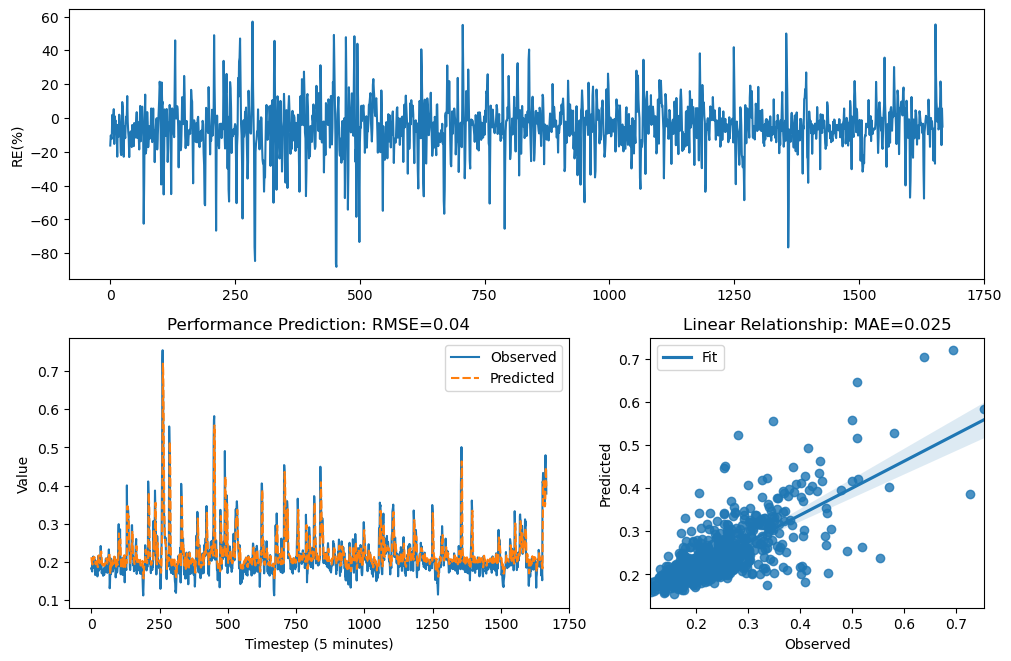 60
40
20
0
−20
−40
−60
−80
RE(%)
0 250 500 750 1000 1250 1500 1750
Performance Prediction: RMSE=0.04
Observed
Predicted
0.7
0.6
0.5
0.4
0.3
0.2
0.1
Value
0 250 500 750 1000 1250 1500 1750
Timestep (5 minutes)
Linear Relationship: MAE=0.025
Fit
0.7
0.6
0.5
0.4
0.3
0.2
Predicted
0.2 0.3 0.4 0.5 0.6 0.7
Observed